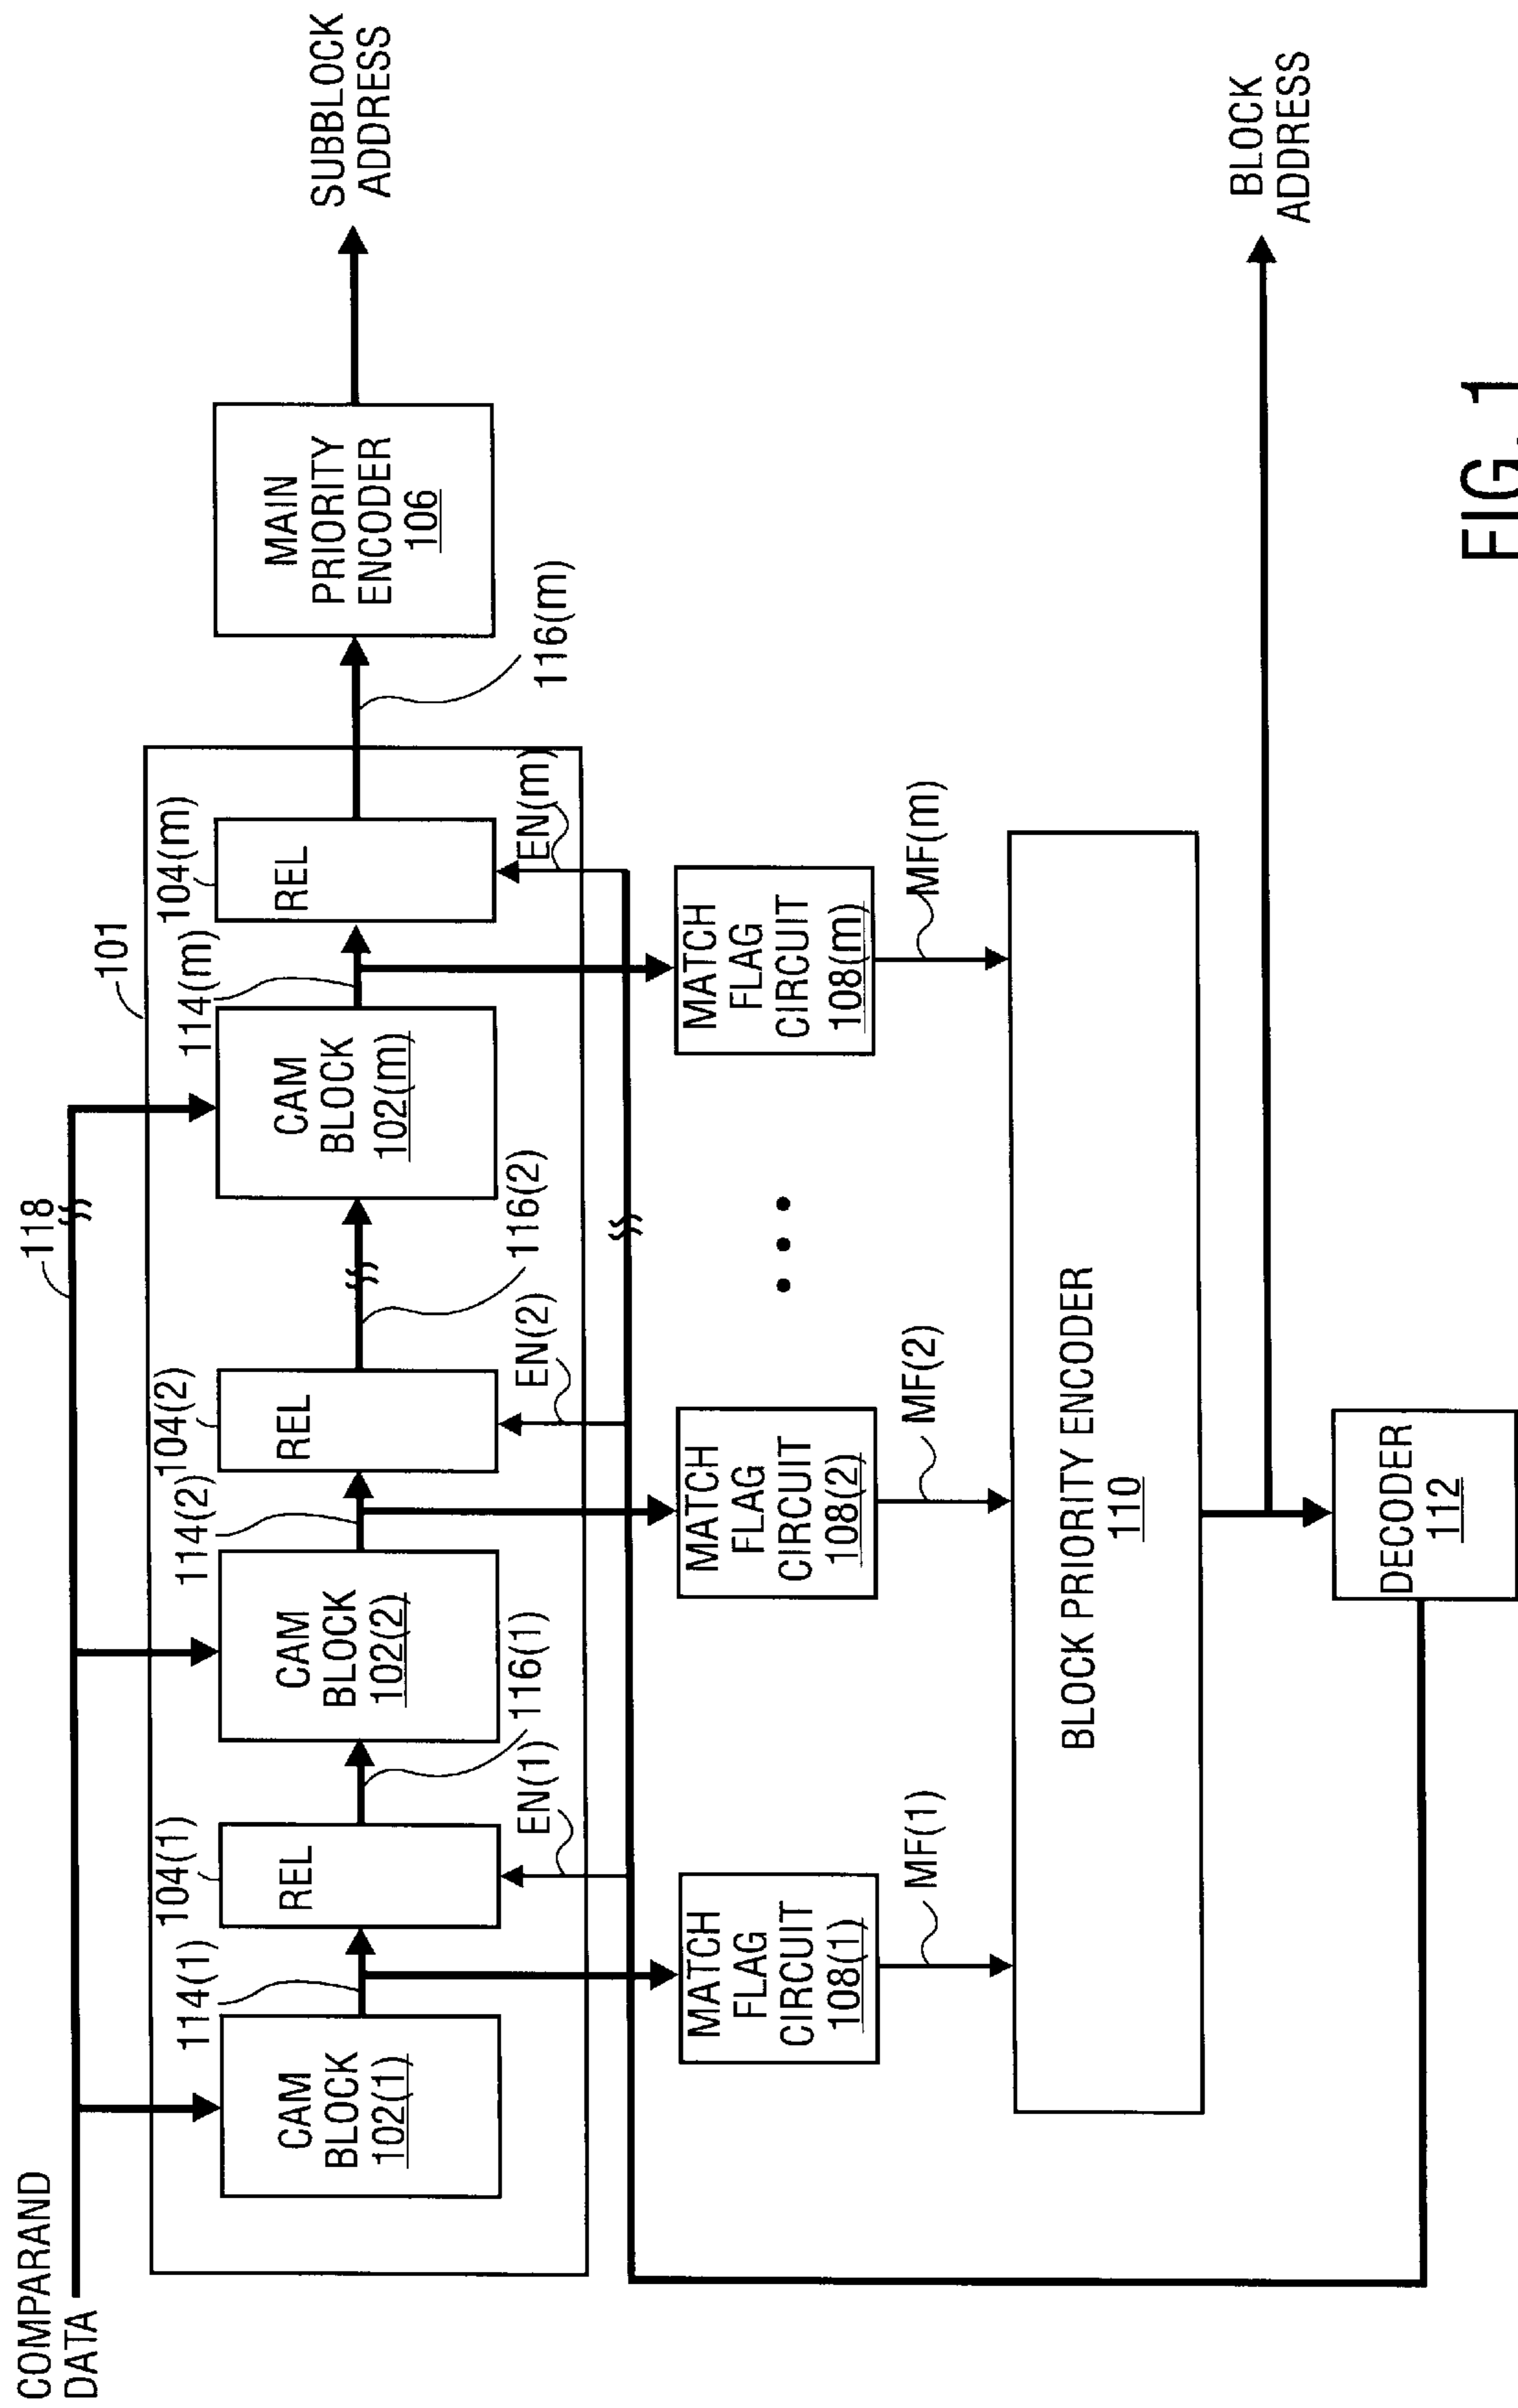 COMPARAND
DATA
118
101
114(1)
104(1)
114(2)
104(2)
114(m)
104(m)
CAM
BLOCK
102(1)
REL
CAM
BLOCK
102(2)
REL
CAM
BLOCK
102(m)
REL
MAIN
PRIORITY
ENCODER
106
SUBBLOCK
ADDRESS
EN(1)
116(1)
EN(2)
116(2)
EN(m)
116(m)
MATCH
FLAG
CIRCUIT
108(1)
MATCH
FLAG
CIRCUIT
108(2)
MATCH
FLAG
CIRCUIT
108(m)
MF(1)
MF(2)
MF(m)
BLOCK PRIORITY ENCODER
110
BLOCK
ADDRESS
DECODER
112
FIG. 1